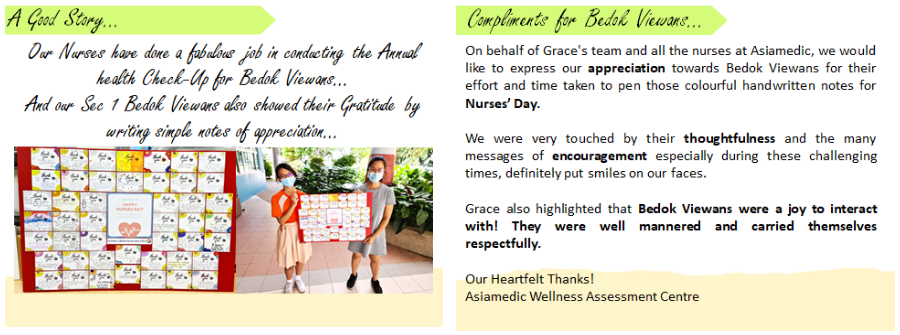 A Good Story...
Our Nurses have done a fabulous job in conducting the Annual
health Check-Up for Bedok Viewans...
And our Sec 1 Bedok Viewans also showed their Gratitude by
writing simple notes of appreciation...
HAPPY
NURSES DAY
Compliments for Bedok Viewans...
On behalf of Grace's team and all the nurses at Asiamedic, we would
like to express our appreciation towards Bedok Viewans for their
effort and time taken to pen those colourful handwritten notes for
Nurses' Day.
We were very touched by their thoughtfulness and the many
messages of encouragement especially during these challenging
times, definitely put smiles on our faces.
Grace also highlighted that Bedok Viewans were a joy to interact
with! They were well mannered and carried themselves
respectfully.
Our Heartfelt Thanks!
Asiamedic Wellness Assessment Centre